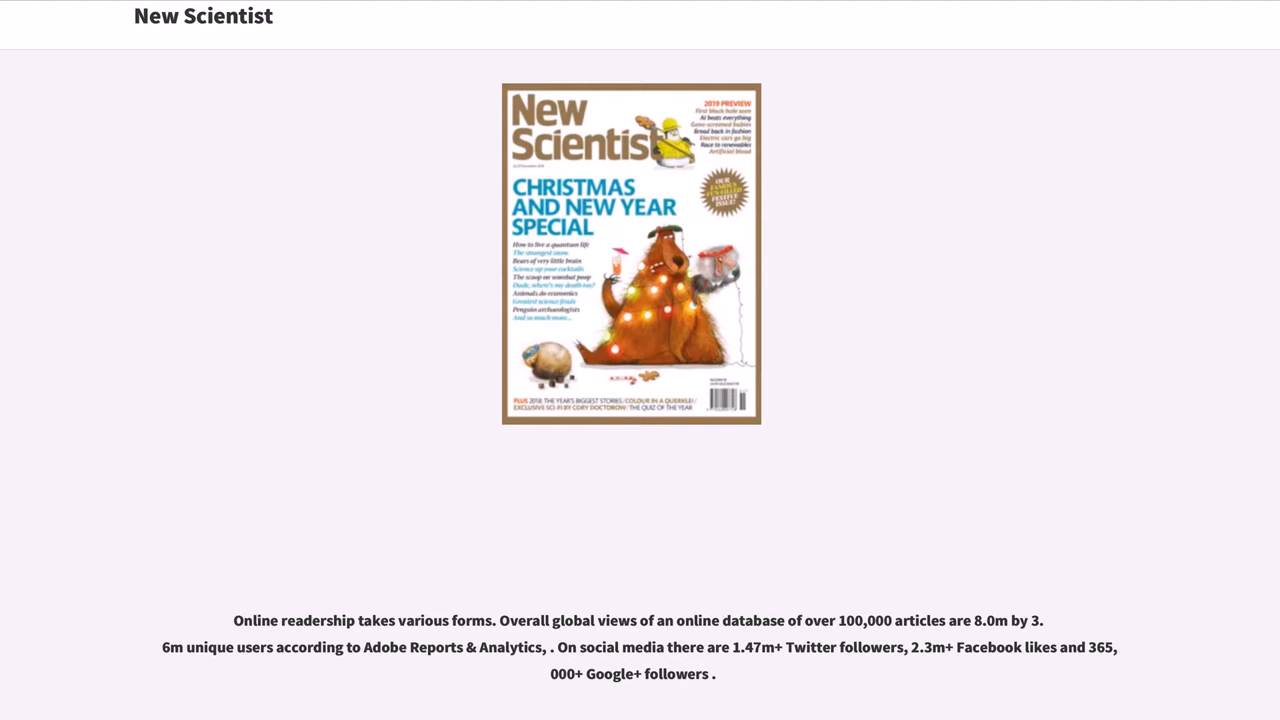 New Scientist
New
Scientist
2019 PREVIEW
First black hole seen
AI beats everything
Gene-screened babies
Bread back in fashion
Electric cars go big
Race to renewables
Artificial blood
CHRISTMAS
AND NEW YEAR
SPECIAL
OUR
FAMOUS
FUN-FILLED
FESTIVE
ISSUE!
How to live a quantum life
The strangest snow
Bears of very little brain
Science up your cocktails
The scoop on wombat poop
Dude, where's my death ray?
Animals do economics
Greatest science feuds
Penguin archaeologists
And so much more...
PLUS 2018: THE YEAR'S BIGGEST STORIES / COLOUR IN A QUERKLE! /
EXCLUSIVE SCI-FI BY CORY DOCTOROW / THE QUIZ OF THE YEAR
Online readership takes various forms. Overall global views of an online database of over 100,000 articles are 8.0m by 3.
6m unique users according to Adobe Reports & Analytics, . On social media there are 1.47m+ Twitter followers, 2.3m+ Facebook likes and 365,
000+ Google+ followers .